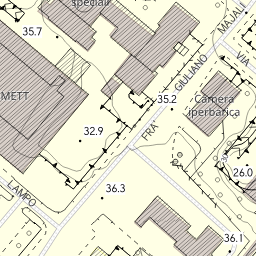 speciali
35.7
MAJALI
VIA
GIULIANO
METT
35.2
Camera
iperbarica
FRA'
32.9
26.0
36.3
LAMPO
36.1